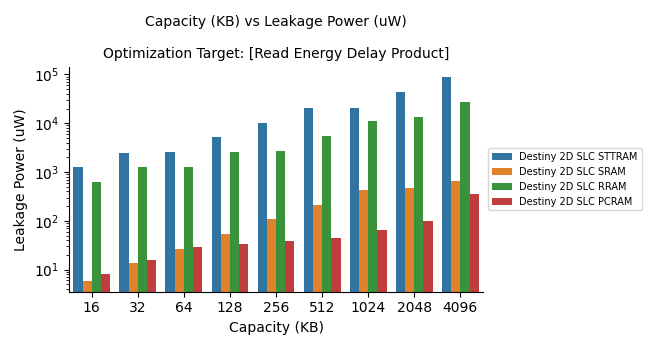 Capacity (KB) vs Leakage Power (uW)
Optimization Target: [Read Energy Delay Product]
10^5
10^4
10^3
10^2
10^1
Leakage Power (uW)
16 32 64 128 256 512 1024 2048 4096
Capacity (KB)
Destiny 2D SLC STTRAM
Destiny 2D SLC SRAM
Destiny 2D SLC RRAM
Destiny 2D SLC PCRAM